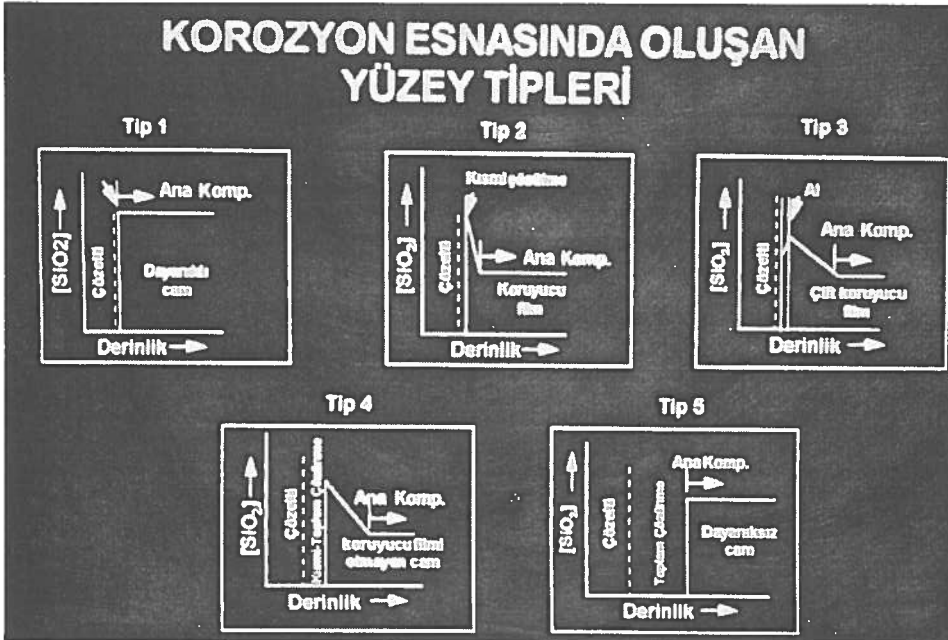 KOROZYON ESNASINDA OLUŞAN
YÜZEY TİPLERİ
Tip 1
[SIO2]
Çözelti
Ana Komp.
Dayanıklı
cam
Derinlik
Tip 2
[SIO₂]
Çözelti
Kısmi çözünme
Ana Komp.
Koruyucu
film
Derinlik
Tip 3
[SIO₂]
Çözelti
Al
Ana Komp.
Çift koruyucu
film
Derinlik
Tip 4
[SIO₂]
Çözelti
Kısmi-Toplam Çözünme
Ana Komp.
koruyucu filmi
olmayan cam
Derinlik
Tip 5
[SIO₂]
Çözelti
Toplam Çözünme
Ana Komp.
Dayanıksız
cam
Derinlik